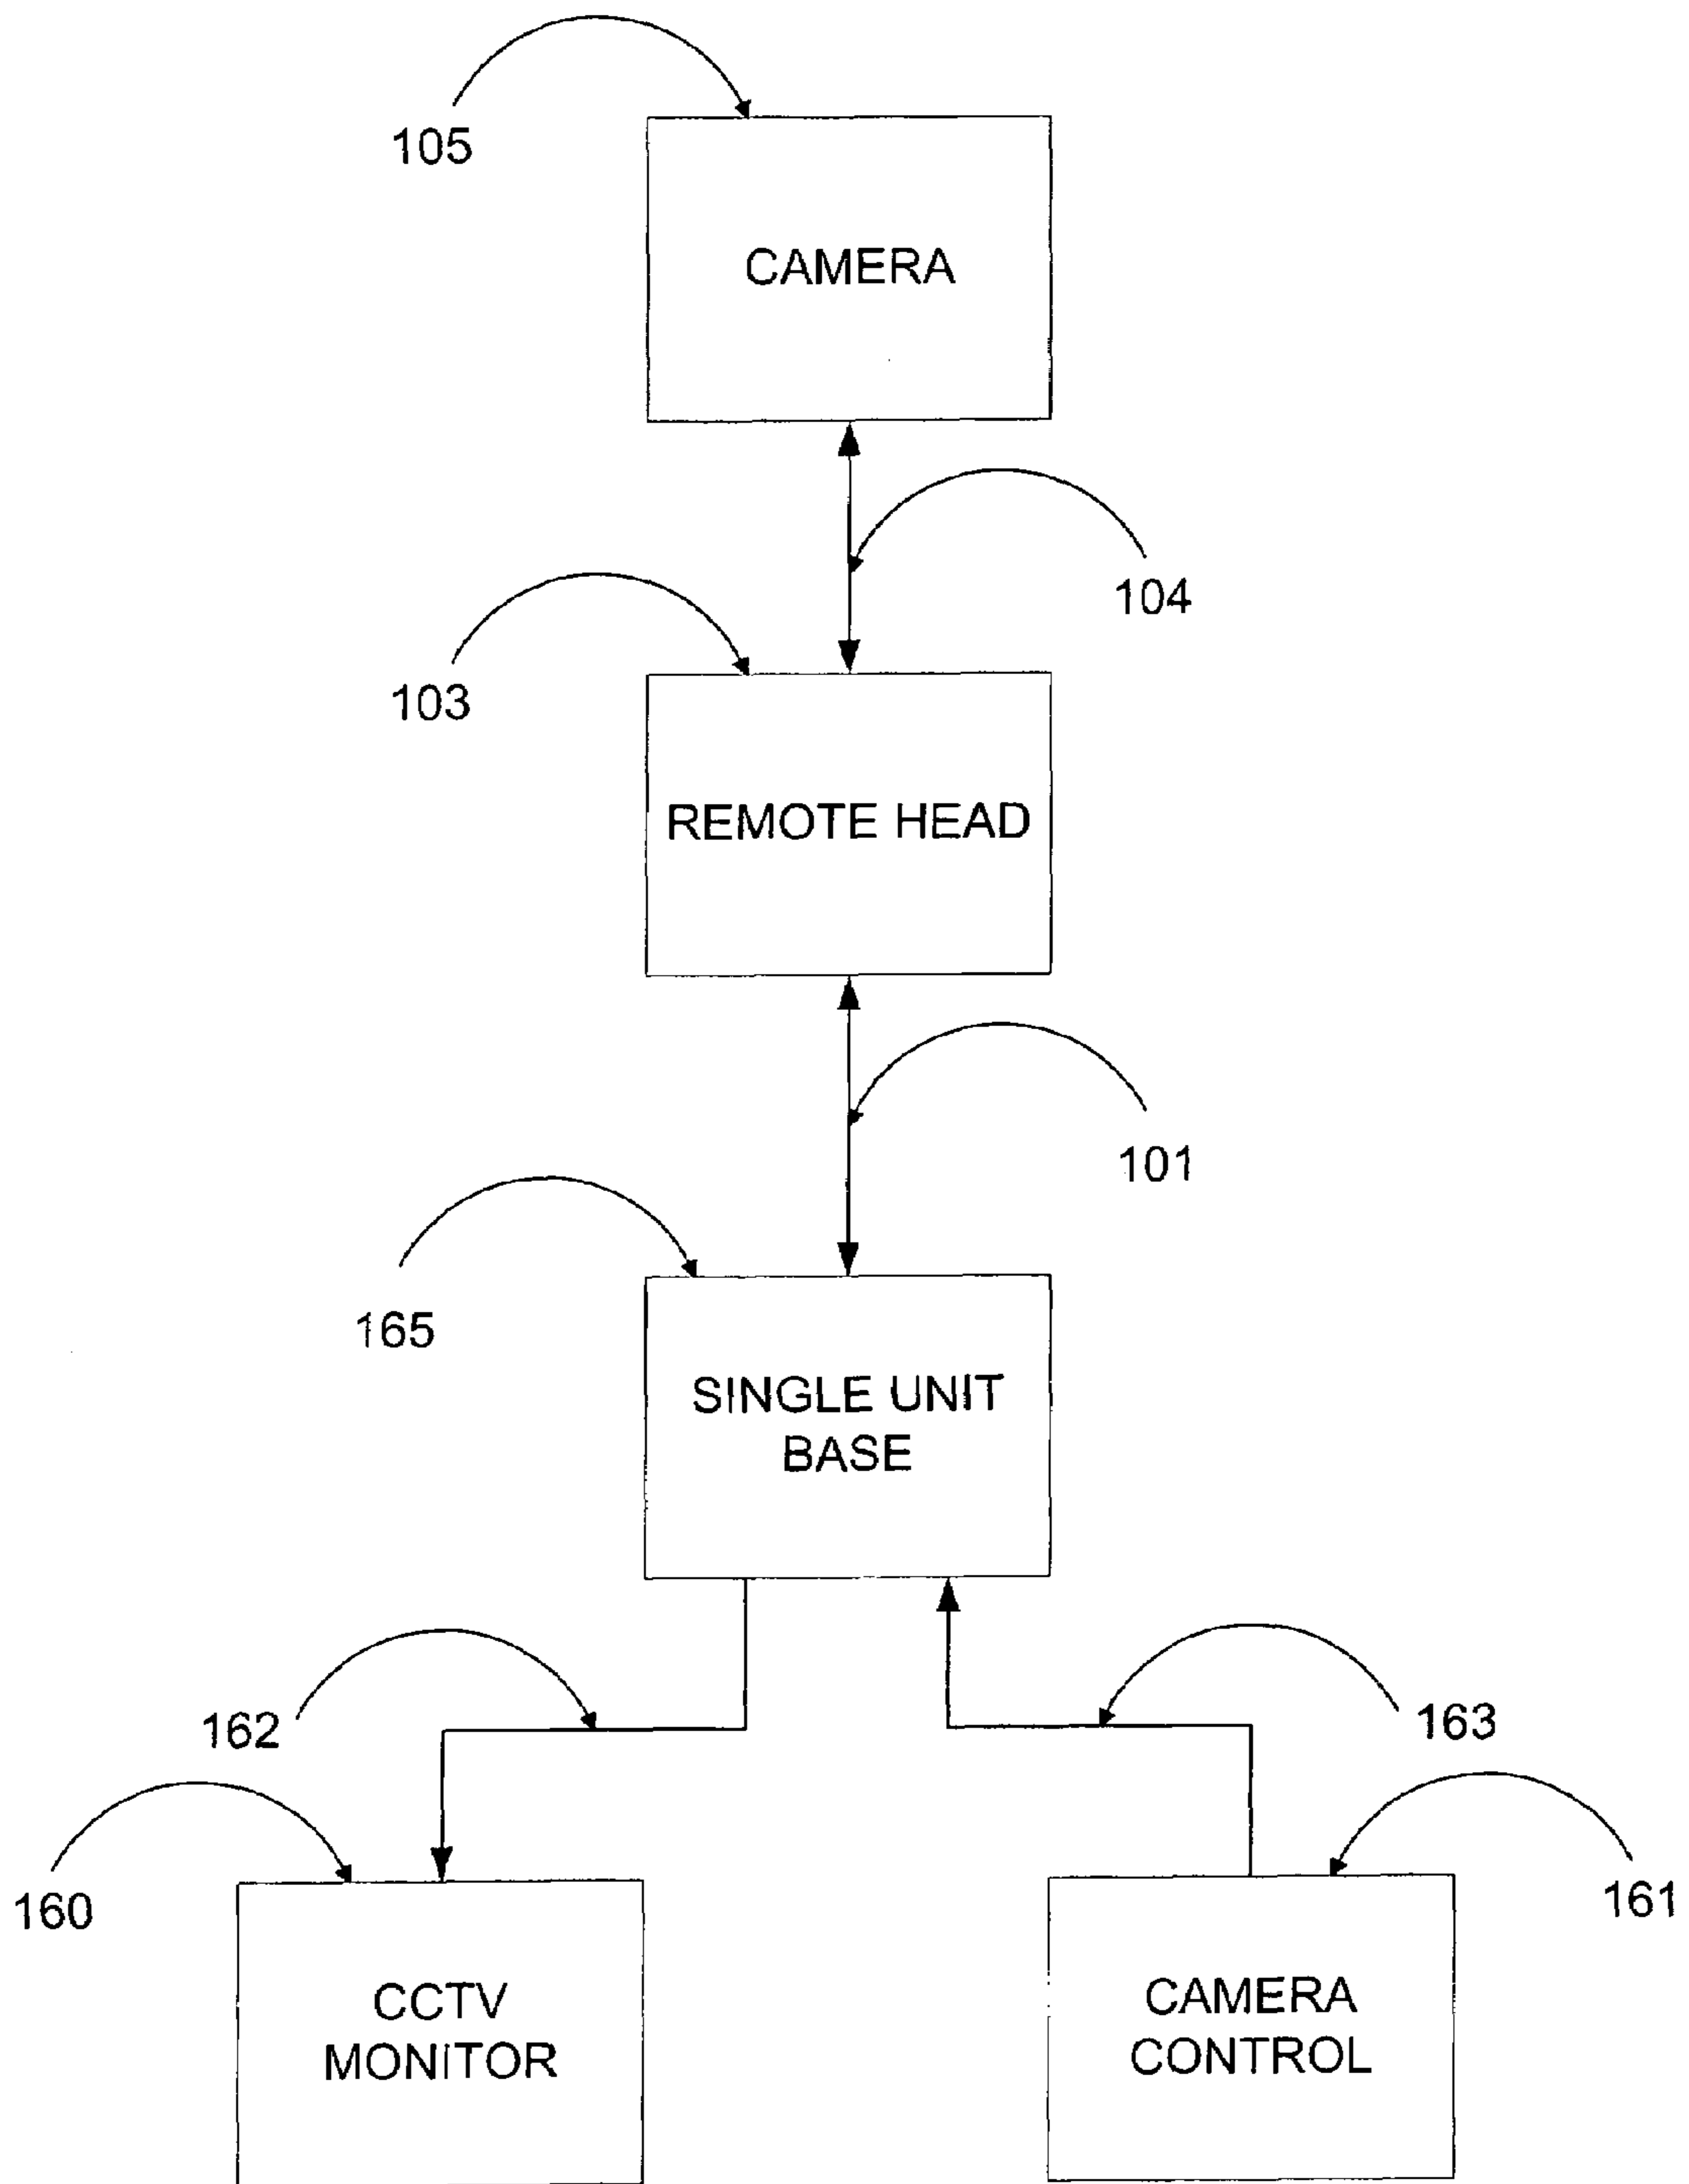 105
CAMERA
104
103
REMOTE HEAD
101
165
SINGLE UNIT
BASE
162
163
160
161
CCTV
MONITOR
CAMERA
CONTROL